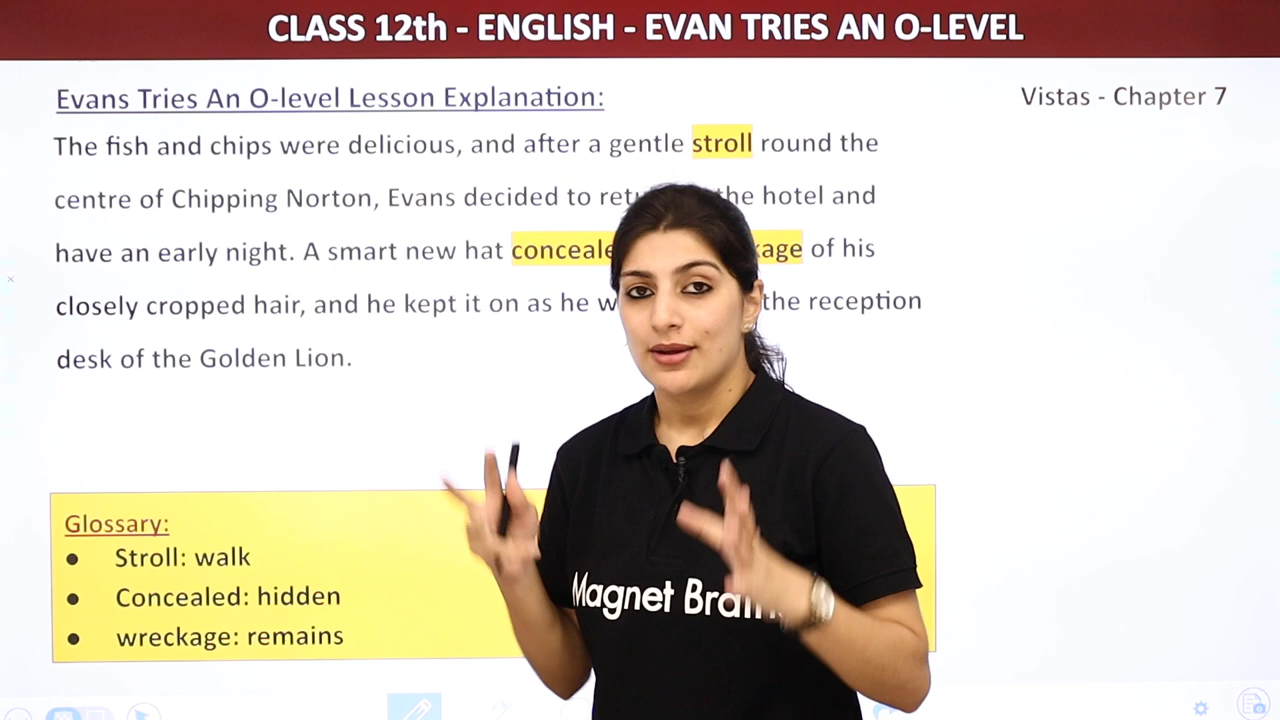 CLASS 12th - ENGLISH - EVAN TRIES AN O-LEVEL
Evans Tries An O-level Lesson Explanation:
Vistas - Chapter 7
The fish and chips were delicious, and after a gentle stroll round the
centre of Chipping Norton, Evans decided to the hotel and
have an early night. A smart new hat of his
closely cropped hair, and he kept it on as he the reception
desk of the Golden Lion.
Glossary:
● Stroll: walk
● Concealed: hidden
● wreckage: remains
Magnet